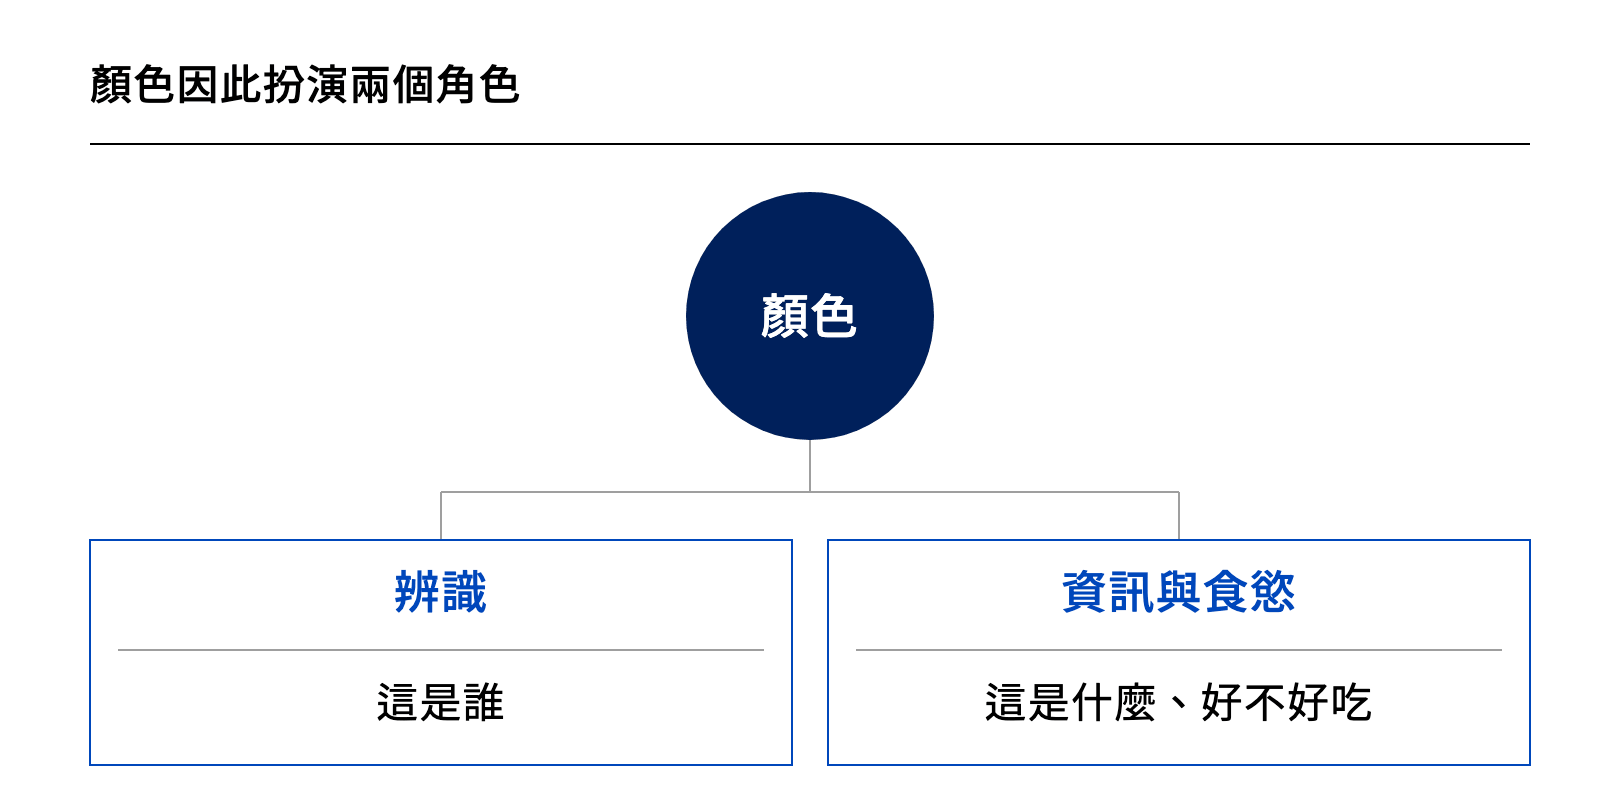 顏色因此扮演兩個角色
顏色
辨識
這是誰
資訊與食慾
這是什麼、好不好吃